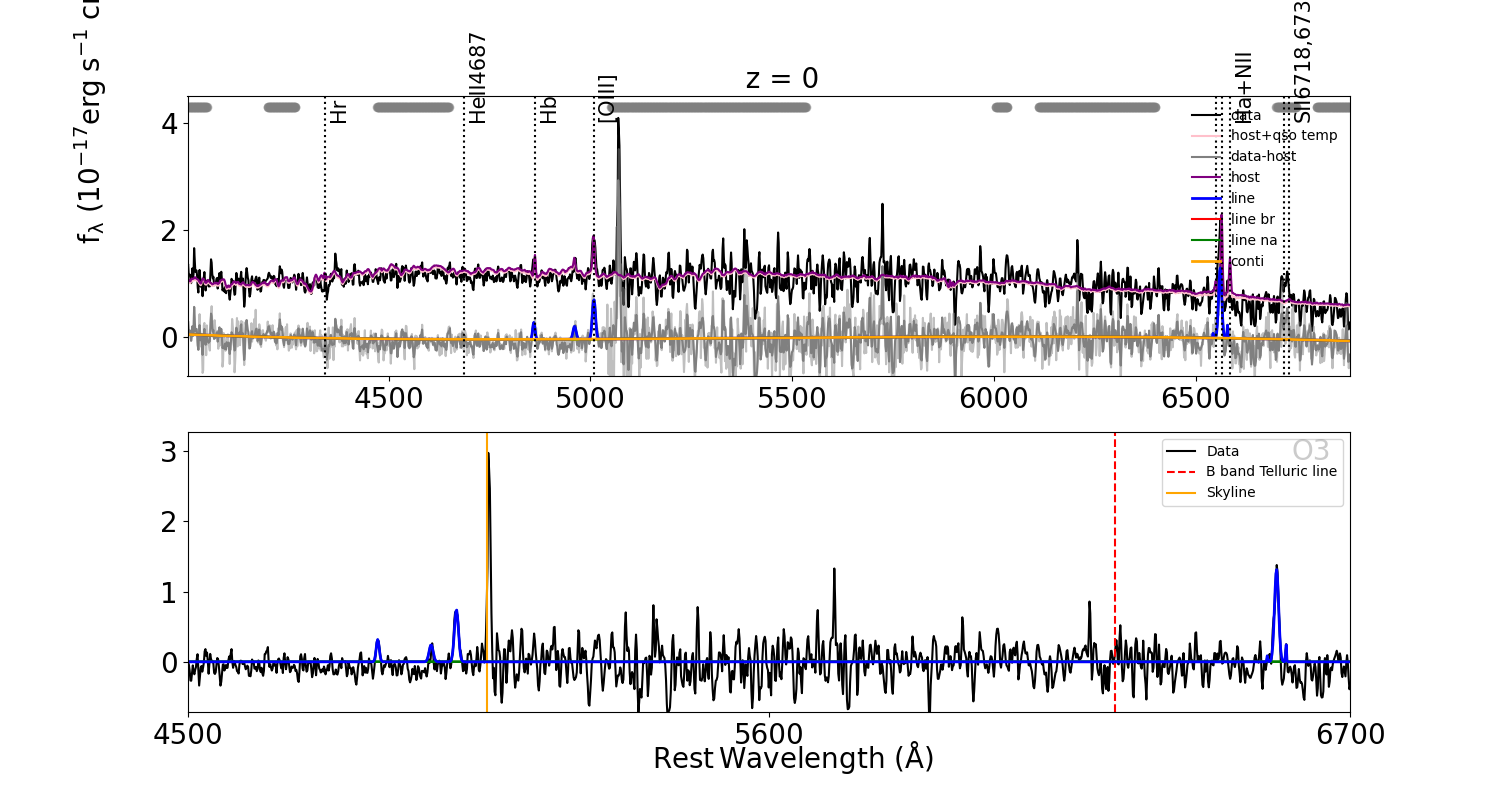 z = 0
f_λ (10^−17 erg s^−1 c
Hr
HeII4687
Hb
[OIII]
Ha+NII
SII6718,673
data
host+qso temp
data-host
host
line
line br
line na
conti
4
2
0
4500
5000
5500
6000
6500
O3
Data
B band Telluric line
Skyline
3
2
1
0
4500
5600
6700
Rest Wavelength (Å)